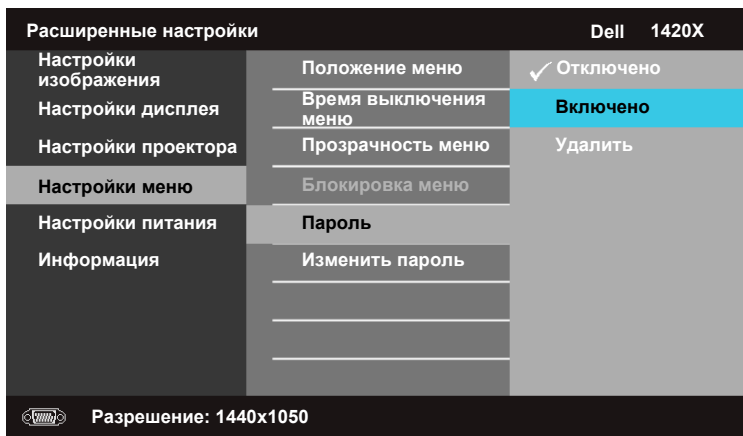 Расширенные настройки
Dell 1420X
Настройки
изображения
Настройки дисплея
Настройки проектора
Настройки меню
Настройки питания
Информация
Положение меню
Время выключения
меню
Прозрачность меню
Блокировка меню
Пароль
Изменить пароль
Отключено
Включено
Удалить
Разрешение: 1440x1050